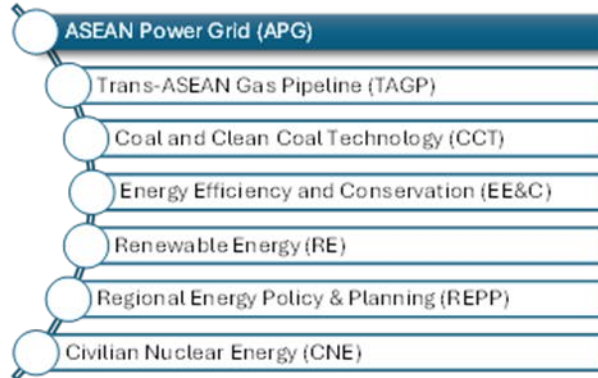 ASEAN Power Grid (APG)
Trans-ASEAN Gas Pipeline (TAGP)
Coal and Clean Coal Technology (CCT)
Energy Efficiency and Conservation (EE&C)
Renewable Energy (RE)
Regional Energy Policy & Planning (REPP)
Civilian Nuclear Energy (CNE)